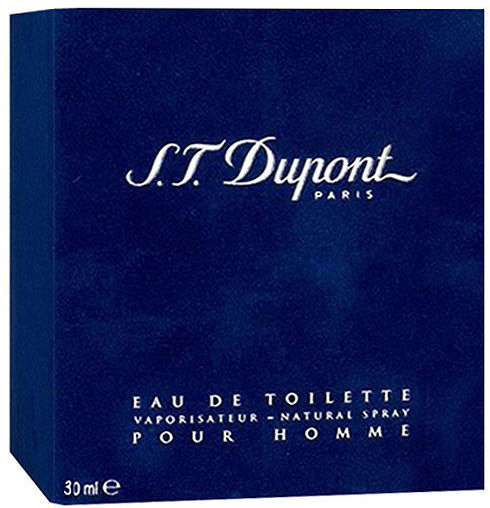 S.T. Dupont
PARIS
EAU DE TOILETTE
VAPORISATEUR - NATURAL SPRAY
POUR HOMME
30 ml ℮